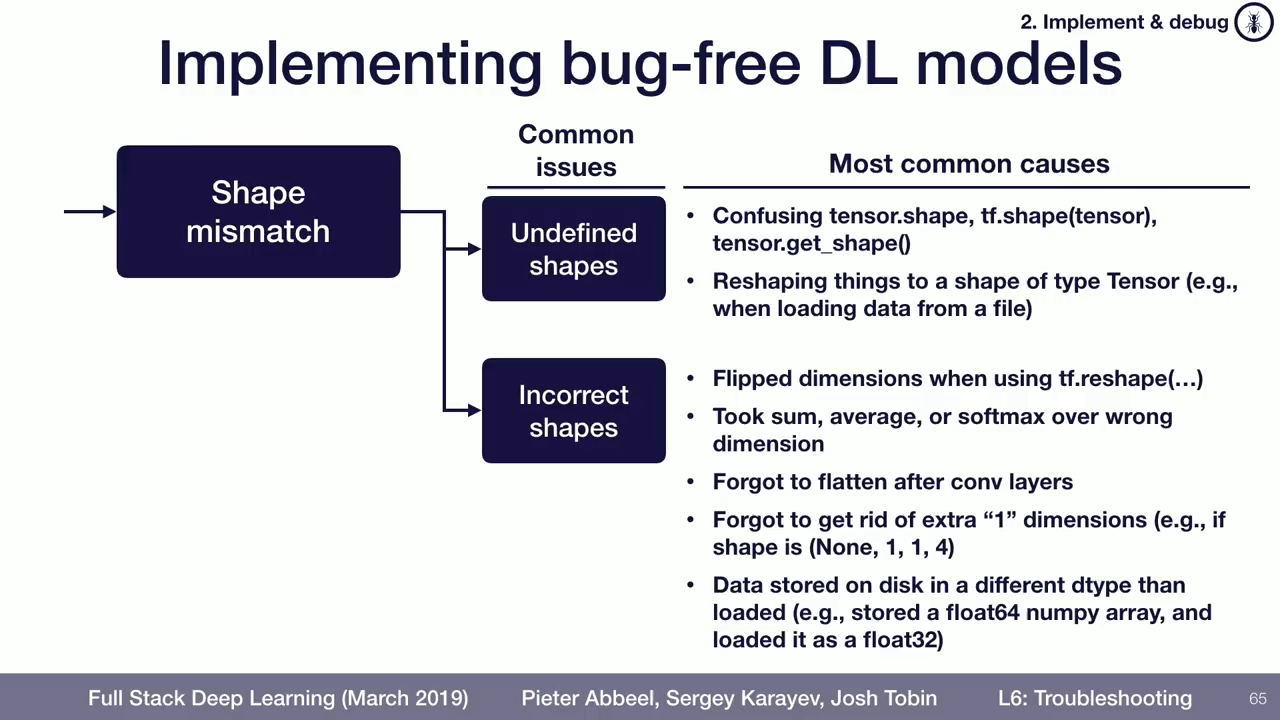 2. Implement & debug
Implementing bug-free DL models
Shape
mismatch
Common
issues
Most common causes
Undefined
shapes
• Confusing tensor.shape, tf.shape(tensor),
tensor.get_shape()
• Reshaping things to a shape of type Tensor (e.g.,
when loading data from a file)
Incorrect
shapes
• Flipped dimensions when using tf.reshape(…)
• Took sum, average, or softmax over wrong
dimension
• Forgot to flatten after conv layers
• Forgot to get rid of extra “1” dimensions (e.g., if
shape is (None, 1, 1, 4)
• Data stored on disk in a different dtype than
loaded (e.g., stored a float64 numpy array, and
loaded it as a float32)
Full Stack Deep Learning (March 2019) Pieter Abbeel, Sergey Karayev, Josh Tobin L6: Troubleshooting 65